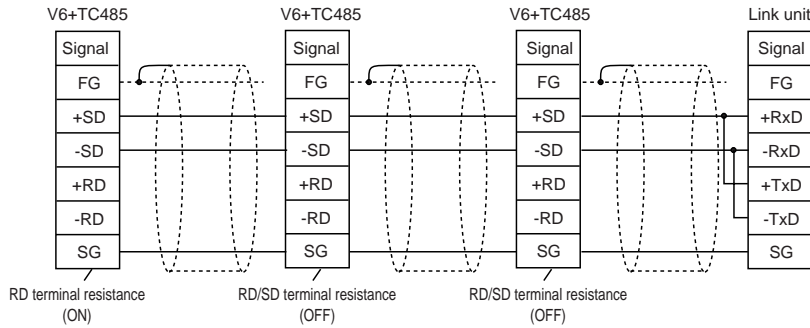 V6+TC485 V6+TC485 V6+TC485 Link unit
Signal Signal Signal Signal
FG FG FG FG
+SD +SD +SD +RxD
-SD -SD -SD -RxD
+RD +RD +RD +TxD
-RD -RD -RD -TxD
SG SG SG SG
RD terminal resistance RD/SD terminal resistance RD/SD terminal resistance
(ON) (OFF) (OFF)